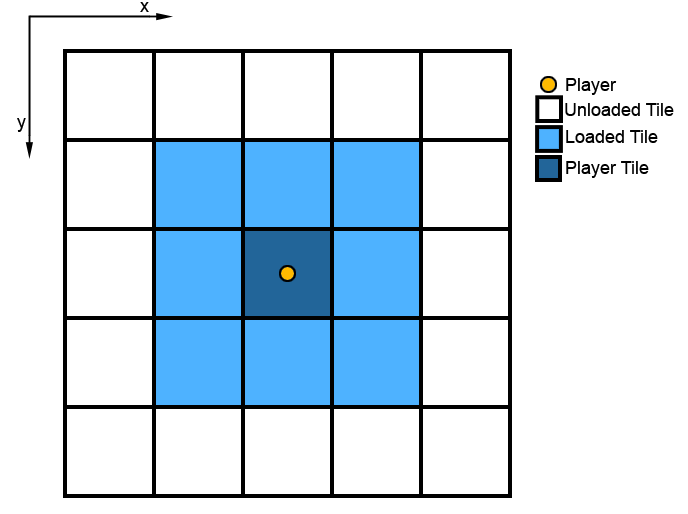 x
y
Player
Unloaded Tile
Loaded Tile
Player Tile